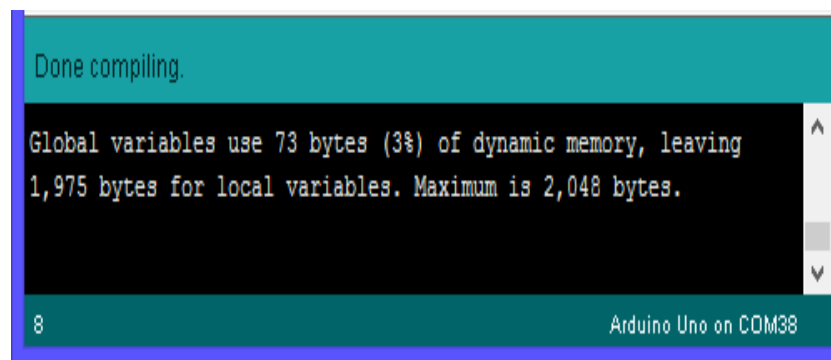 Done compiling.
Global variables use 73 bytes (3%) of dynamic memory, leaving
1,975 bytes for local variables. Maximum is 2,048 bytes.
8
Arduino Uno on COM38